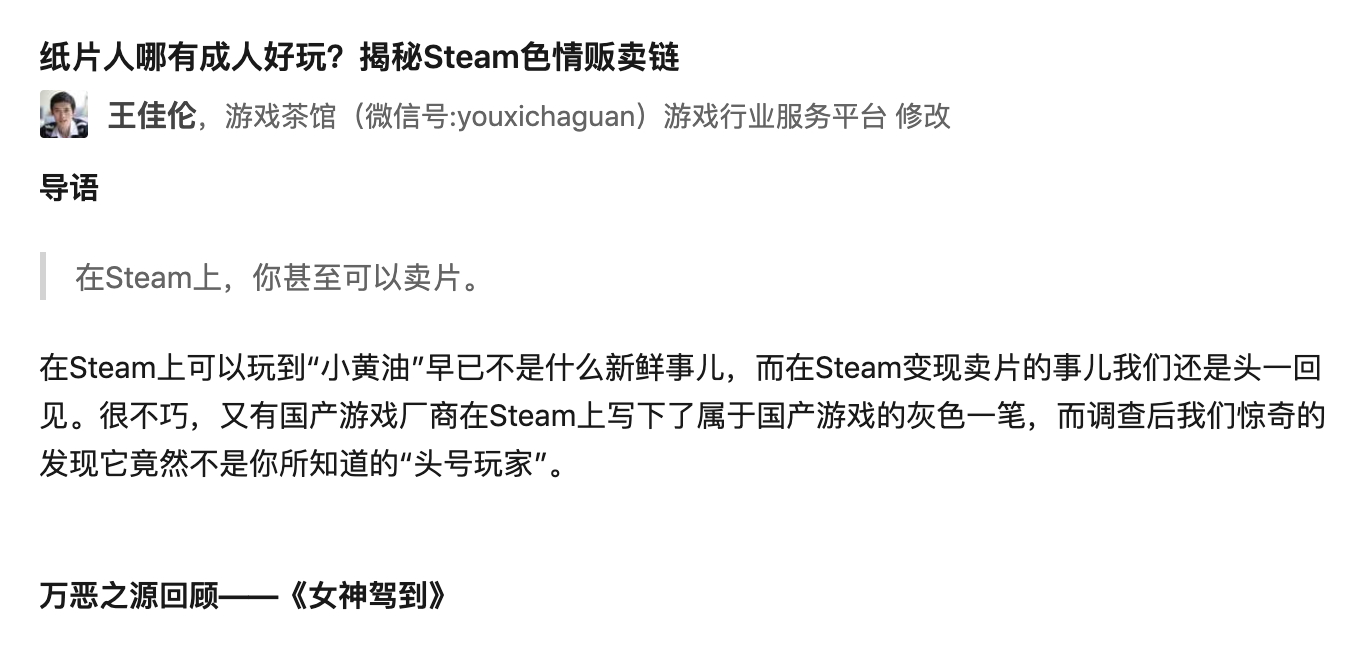 纸片人哪有成人好玩？揭秘Steam色情贩卖链
王佳伦，游戏茶馆（微信号:youxichaguan）游戏行业服务平台 修改
导语
在Steam上，你甚至可以卖片。
在Steam上可以玩到“小黄油”早已不是什么新鲜事儿，而在Steam变现卖片的事儿我们还是头一回
见。很不巧，又有国产游戏厂商在Steam上写下了属于国产游戏的灰色一笔，而调查后我们惊奇的
发现它竟然不是你所知道的“头号玩家”。
万恶之源回顾——《女神驾到》